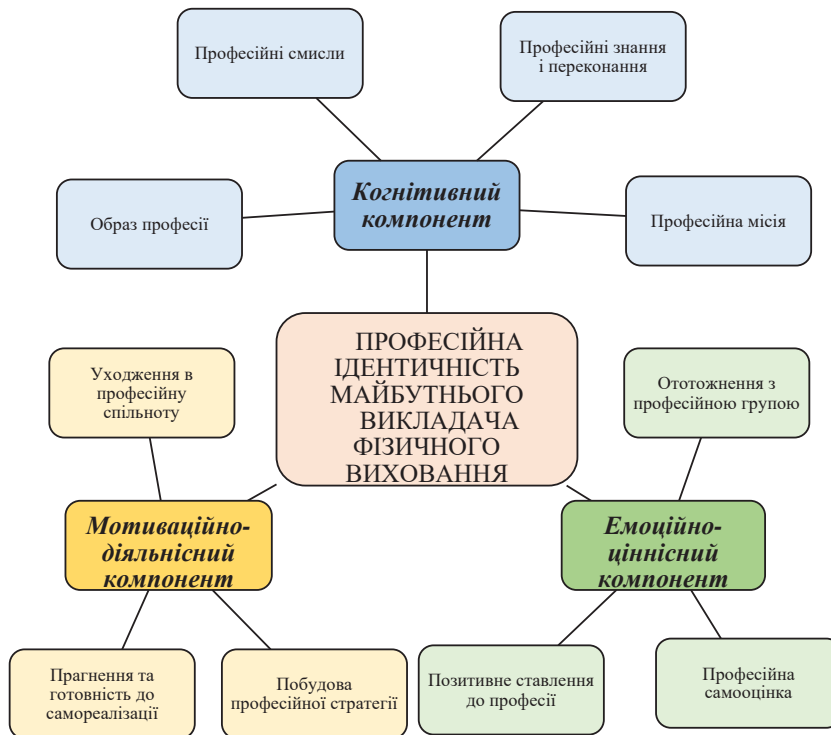 Професійні смисли
Професійні знання
і переконання
Когнітивний
компонент
Образ професії
Професійна місія
ПРОФЕСІЙНА
ІДЕНТИЧНІСТЬ
МАЙБУТНЬОГО
ВИКЛАДАЧА
ФІЗИЧНОГО
ВИХОВАННЯ
Уходження в
професійну
спільноту
Ототожнення з
професійною групою
Мотиваційно-
діяльнісний
компонент
Емоційно-
ціннісний
компонент
Прагнення та
готовність до
самореалізації
Побудова
професійної стратегії
Позитивне ставлення
до професії
Професійна
самооцінка